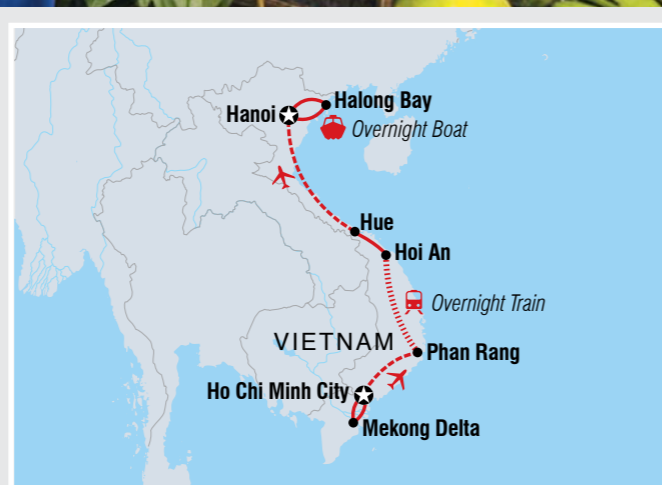 Hanoi
Halong Bay
Overnight Boat
Hue
Hoi An
Overnight Train
VIETNAM
Phan Rang
Ho Chi Minh City
Mekong Delta